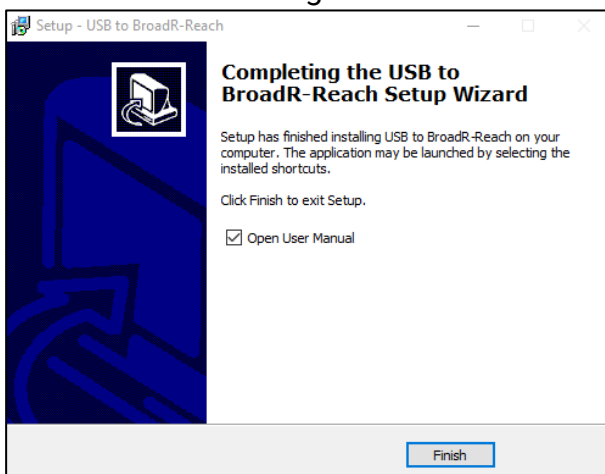 Setup - USB to BroadR-Reach
Completing the USB to
BroadR-Reach Setup Wizard
Setup has finished installing USB to BroadR-Reach on your
computer. The application may be launched by selecting the
installed shortcuts.
Click Finish to exit Setup.
Open User Manual
Finish